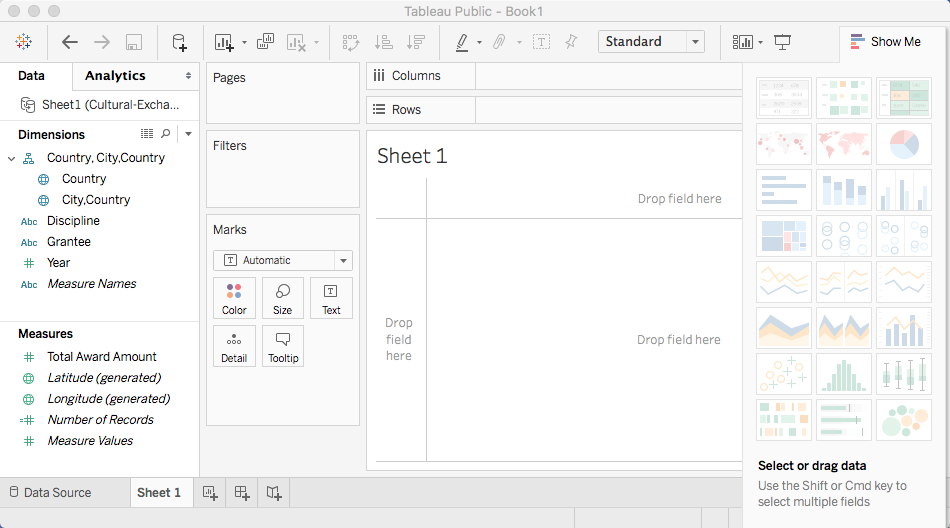 Tableau Public - Book1
Standard
Show Me
Data
Analytics
Sheet1 (Cultural-Excha...
Dimensions
Country, City,Country
Country
City,Country
Abc Discipline
Abc Grantee
Year
Abc Measure Names
Measures
Total Award Amount
Latitude (generated)
Longitude (generated)
Number of Records
Measure Values
Pages
Filters
Marks
Automatic
Color
Size
Text
Detail
Tooltip
Columns
Rows
Sheet 1
Drop field here
Drop
field
here
Drop field here
Select or drag data
Use the Shift or Cmd key to
select multiple fields
Data Source
Sheet 1